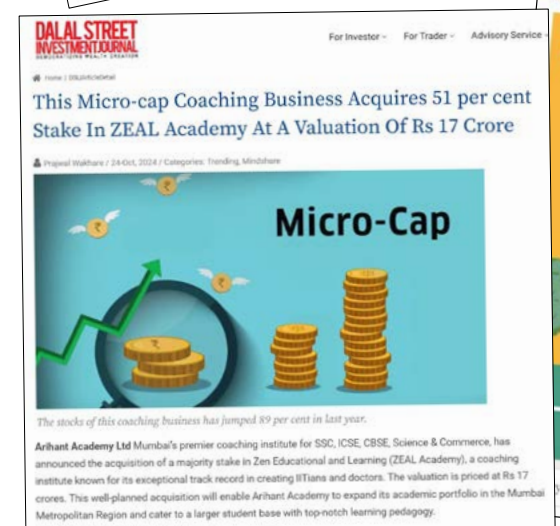 DALAL STREET
INVESTMENT JOURNAL
DEMOCRATIZING WEALTH CREATION
For Investor
For Trader
Advisory Service
Home |
This Micro-cap Coaching Business Acquires 51 per cent
Stake In ZEAL Academy At A Valuation Of Rs 17 Crore
Prajwal Wakhare / 24-Oct, 2024 / Categories: Trending, Mindshare
Micro-Cap
The stocks of this coaching business has jumped 89 per cent in last year.
Arihant Academy Ltd Mumbai's premier coaching institute for SSC, ICSE, CBSE, Science & Commerce, has
announced the acquisition of a majority stake in Zen Educational and Learning (ZEAL Academy), a coaching
institute known for its exceptional track record in creating IITians and doctors. The valuation is priced at Rs 17
crores. This well-planned acquisition will enable Arihant Academy to expand its academic portfolio in the Mumbai
Metropolitan Region and cater to a larger student base with top-notch learning pedagogy.